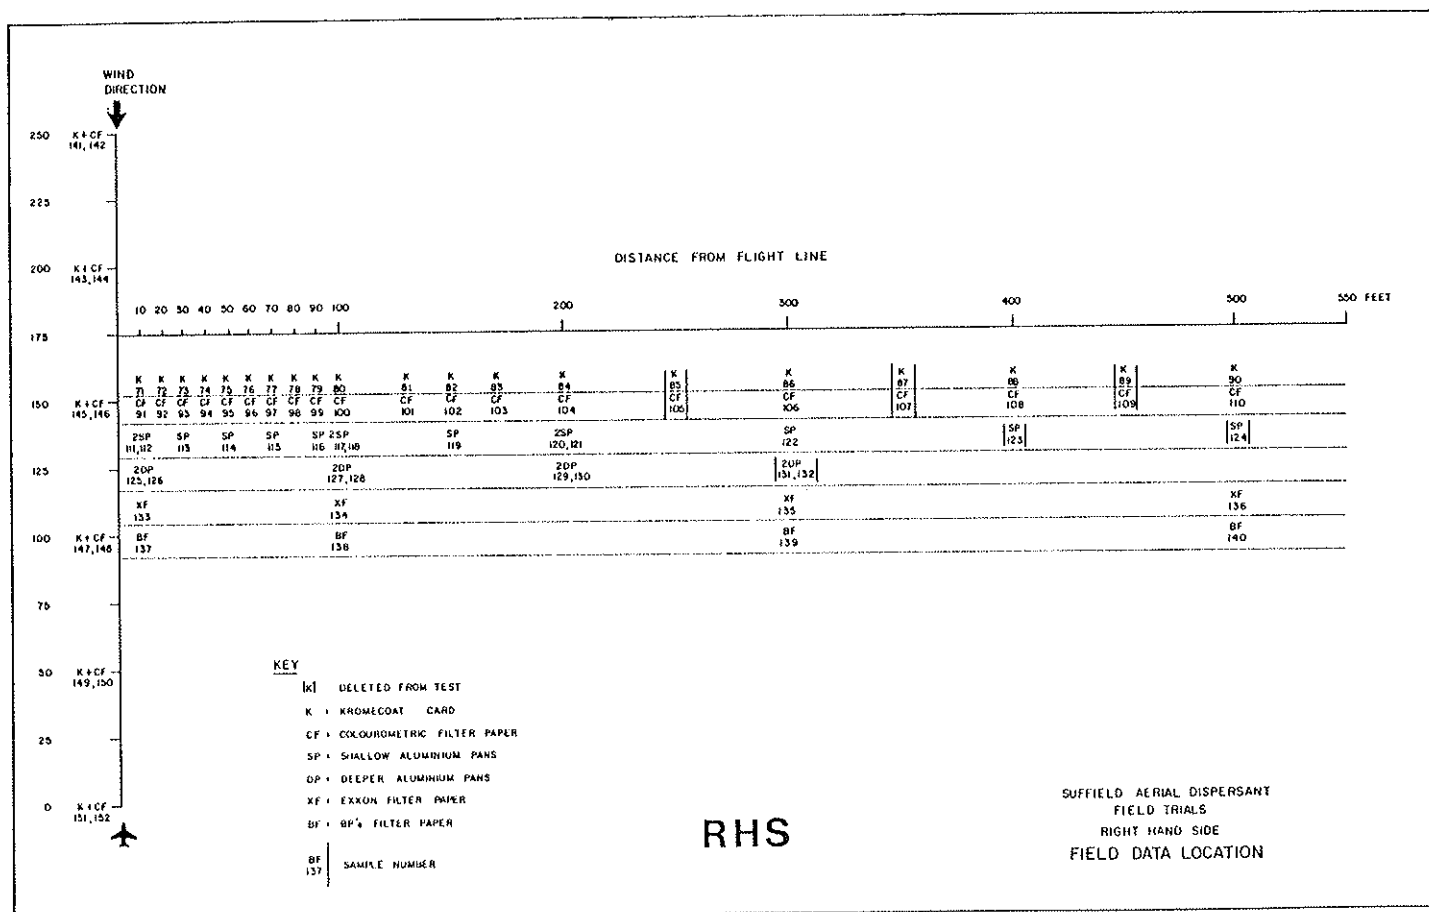 WIND
DIRECTION
250 K+CF
141, 142
225
DISTANCE FROM FLIGHT LINE
200 K+CF
143, 144
10 20 30 40 50 60 70 80 90 100 200 300 400 500 550 FEET
175
K K K K K K K K K K K K K K K K K K K K
71 72 73 74 75 76 77 78 79 80 81 82 83 84 85 86 87 88 89 90
150 K+CF CF CF CF CF CF CF CF CF CF CF CF CF CF CF CF CF CF CF CF CF
145, 146 91 92 93 94 95 96 97 98 99 100 101 102 103 104 105 106 107 108 109 110
2SP SP SP SP SP 2SP SP 2SP SP SP SP
111,112 113 114 115 116 117,118 119 120,121 122 123 124
125 2DP 2DP 2DP 2DP
125,126 127,128 129,130 131,132
XF XF XF XF
133 134 135 136
100 K+CF BF BF BF BF
147,148 137 138 139 140
75
50 K+CF
149,150
25
0 K+CF
151,152
KEY
|K| DELETED FROM TEST
K = KROMECOAT CARD
CF = COLOUROMETRIC FILTER PAPER
SP = SHALLOW ALUMINIUM PANS
DP = DEEPER ALUMINIUM PANS
XF = EXXON FILTER PAPER
BF = BP's FILTER PAPER
BF
137 SAMPLE NUMBER
RHS
SUFFIELD AERIAL DISPERSANT
FIELD TRIALS
RIGHT HAND SIDE
FIELD DATA LOCATION